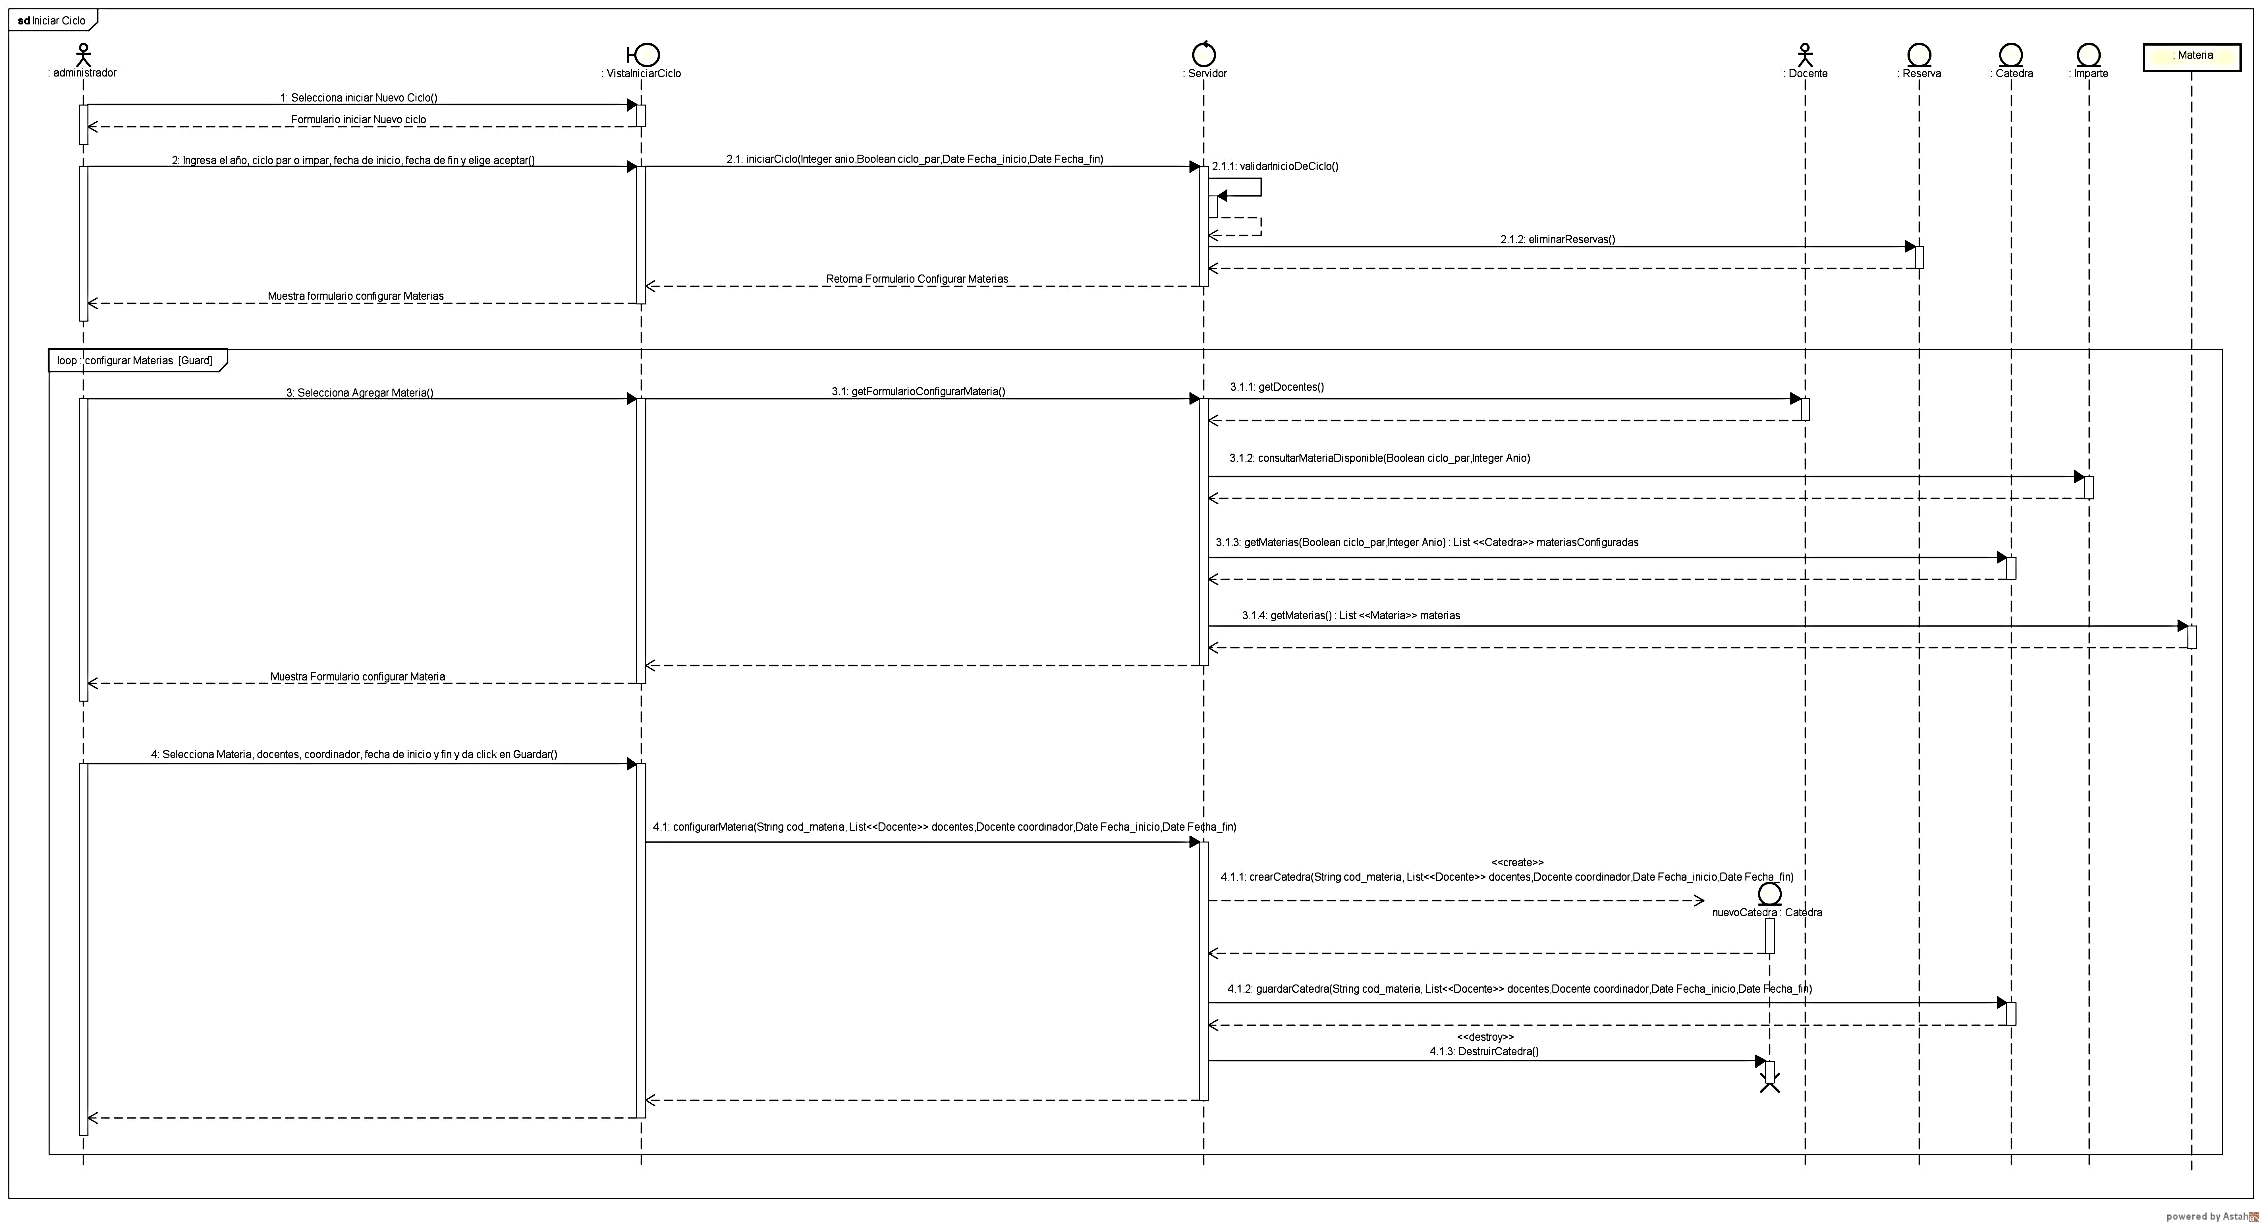 sd Iniciar Ciclo
: administrador
: VistaIniciarCiclo
: Servidor
: Docente
: Reserva
: Catedra
: Imparte
: Materia
1: Selecciona iniciar Nuevo Ciclo()
Formulario iniciar Nuevo ciclo
2: Ingresa el año, ciclo par o impar, fecha de inicio, fecha de fin y elige aceptar()
2.1: iniciarCiclo(Integer anio,Boolean ciclo_par,Date Fecha_inicio,Date Fecha_fin)
2.1.1: validarInicioDeCiclo()
2.1.2: eliminarReservas()
Retorna Formulario Configurar Materias
Muestra formulario configurar Materias
loop : configurar Materias [Guard]
3: Selecciona Agregar Materia()
3.1: getFormularioConfigurarMateria()
3.1.1: getDocentes()
3.1.2: consultarMateriaDisponible(Boolean ciclo_par,Integer Anio)
3.1.3: getMaterias(Boolean ciclo_par,Integer Anio) : List <<Catedra>> materiasConfiguradas
3.1.4: getMaterias() : List <<Materia>> materias
Muestra Formulario configurar Materia
4: Selecciona Materia, docentes, coordinador, fecha de inicio y fin y da click en Guardar()
4.1: configurarMateria(String cod_materia, List<<Docente>> docentes,Docente coordinador,Date Fecha_inicio,Date Fecha_fin)
<<create>>
4.1.1: crearCatedra(String cod_materia, List<<Docente>> docentes,Docente coordinador,Date Fecha_inicio,Date Fecha_fin)
nuevoCatedra : Catedra
4.1.2: guardarCatedra(String cod_materia, List<<Docente>> docentes,Docente coordinador,Date Fecha_inicio,Date Fecha_fin)
<<destroy>>
4.1.3: DestruirCatedra()
powered by Astah